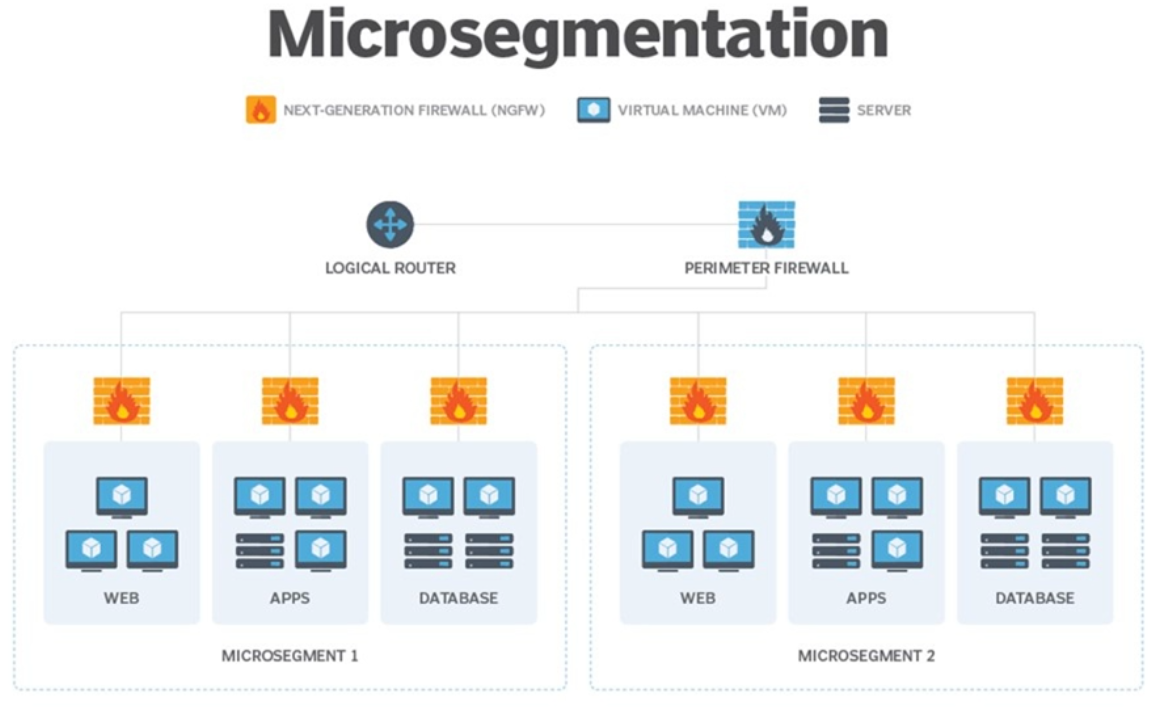 Microsegmentation
NEXT-GENERATION FIREWALL (NGFW) VIRTUAL MACHINE (VM) SERVER
LOGICAL ROUTER PERIMETER FIREWALL
WEB APPS DATABASE WEB APPS DATABASE
MICROSEGMENT 1 MICROSEGMENT 2